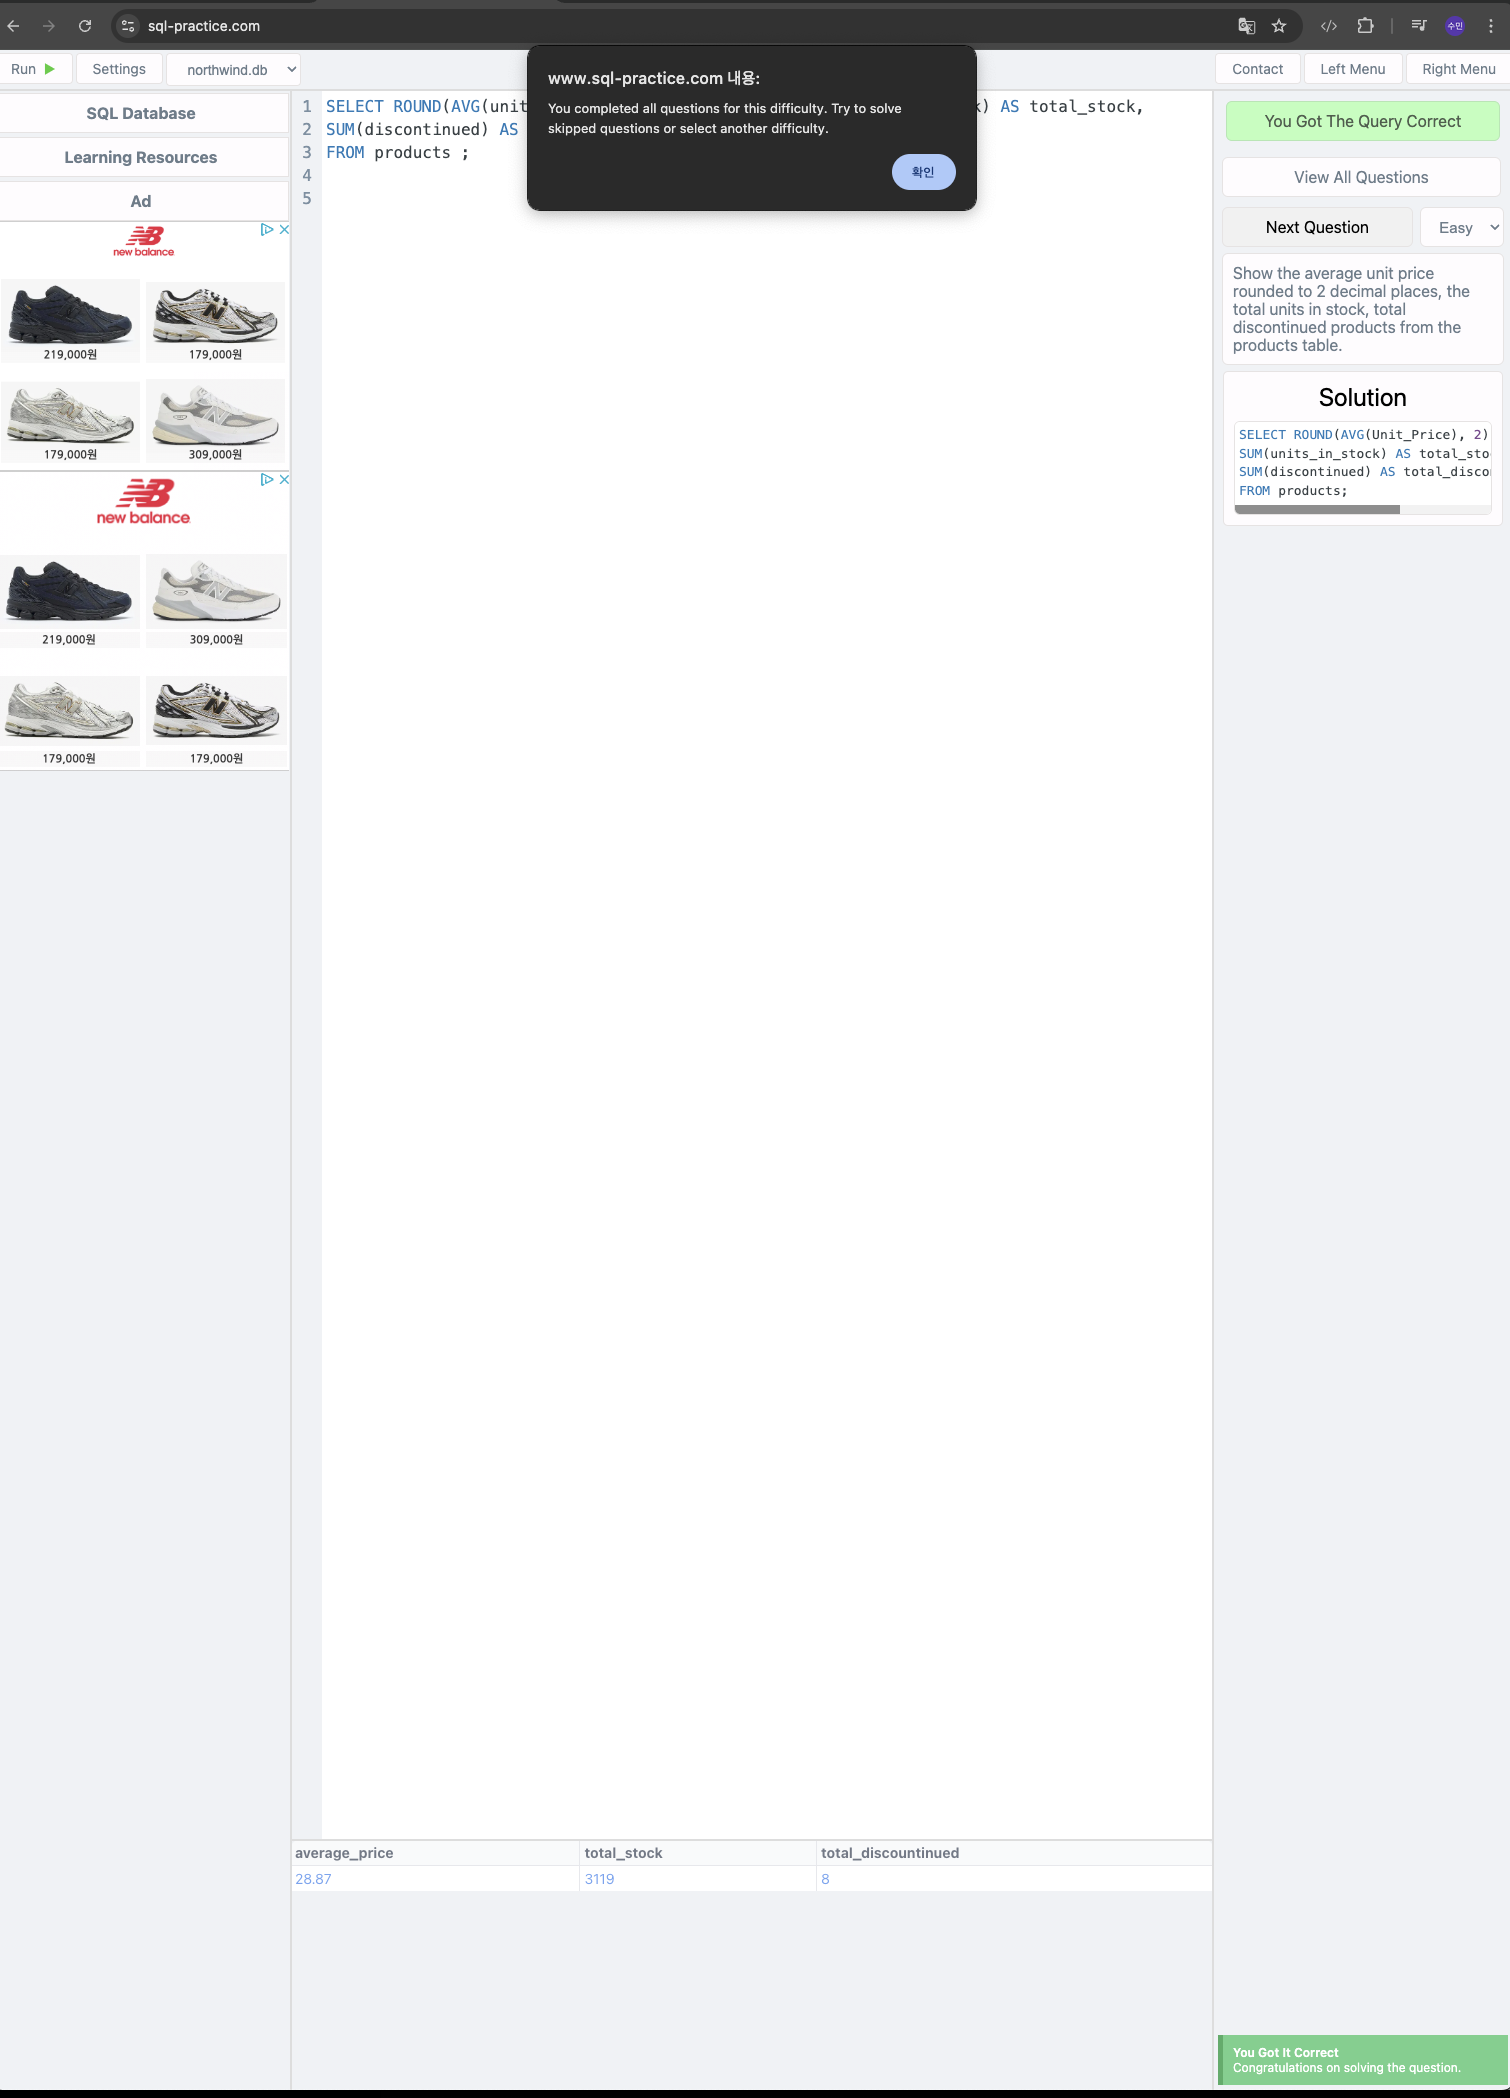 sql-practice.com
수민
Run
Settings
northwind.db
Contact
Left Menu
Right Menu
www.sql-practice.com 내용:
You completed all questions for this difficulty. Try to solve
skipped questions or select another difficulty.
확인
SQL Database
Learning Resources
Ad
new balance
219,000원
179,000원
179,000원
309,000원
new balance
219,000원
309,000원
179,000원
179,000원
1 SELECT ROUND(AVG(unit ) AS total_stock,
2 SUM(discontinued) AS
3 FROM products ;
4
5
You Got The Query Correct
View All Questions
Next Question
Easy
Show the average unit price
rounded to 2 decimal places, the
total units in stock, total
discontinued products from the
products table.
Solution
SELECT ROUND(AVG(Unit_Price), 2)
SUM(units_in_stock) AS total_sto
SUM(discontinued) AS total_disco
FROM products;
average_price total_stock total_discountinued
28.87 3119 8
You Got It Correct
Congratulations on solving the question.